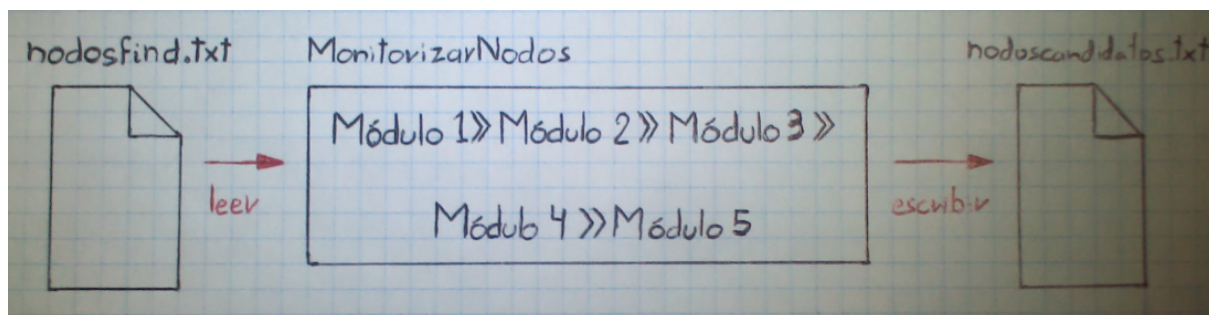 nodosfind.txt
MonitorizarNodos
nodoscandidatos.txt
Módulo 1 » Módulo 2 » Módulo 3 »
leer
escribir
Módulo 4 » Módulo 5